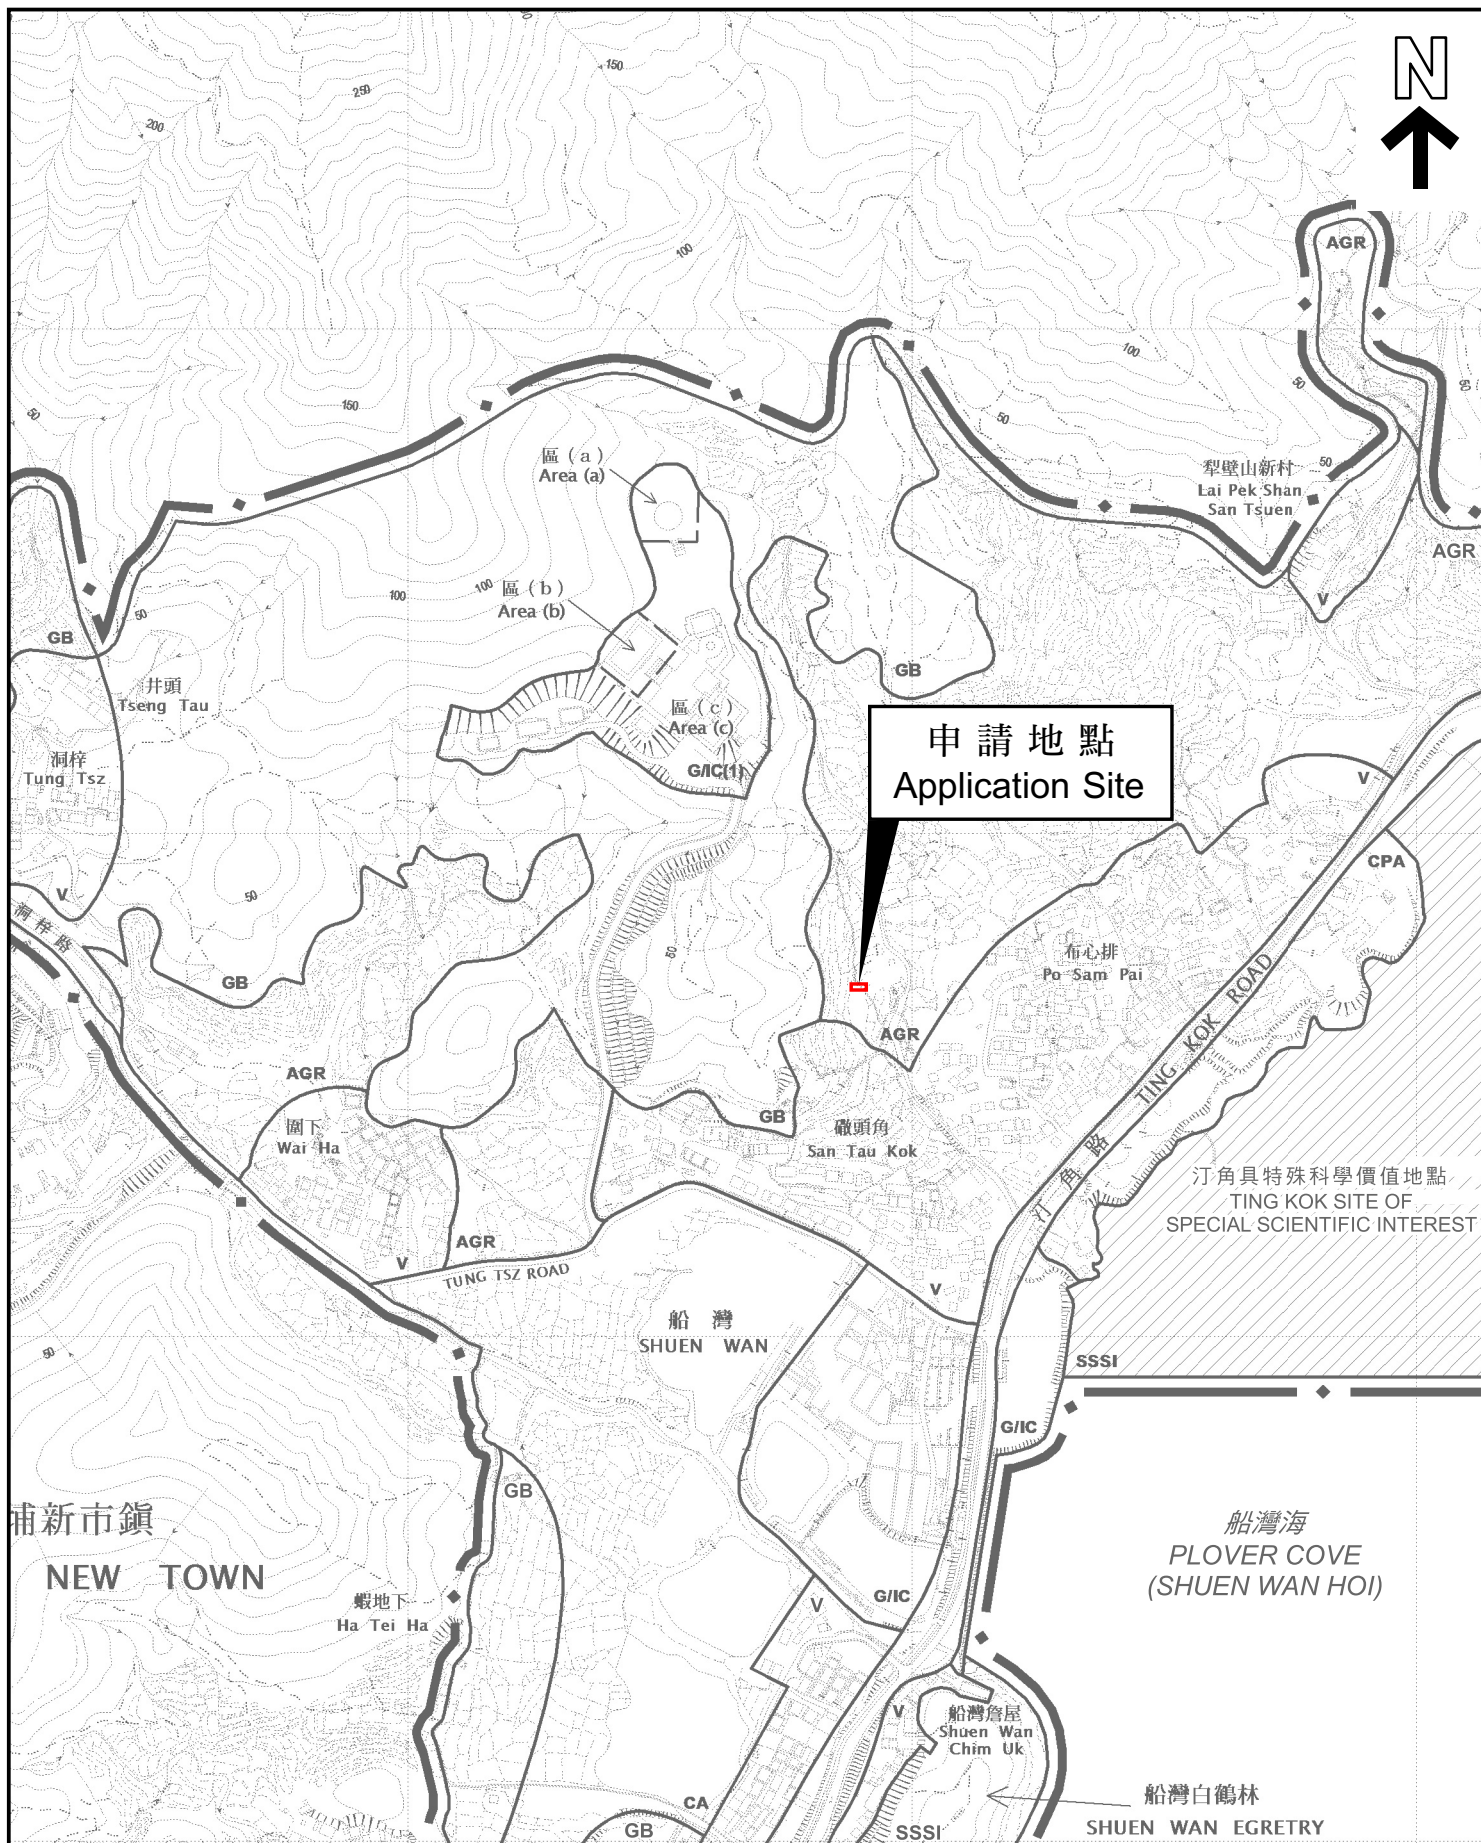 N
150
250
200
100
AGR
100
50
50
50
150
50
區(a)
Area (a)
犁壁山新村
Lai Pek Shan
San Tsuen
50
AGR
100
100
區(b)
Area (b)
V
50
GB
GB
井頭
Tseng Tau
區(c)
Area (c)
申請地點
Application Site
洞梓
Tung Tsz
G/IC(1)
V
CPA
50
V
洞梓路
50
布心排
Po Sam Pai
GB
TING KOK ROAD
AGR
AGR
GB
圍下
Wai Ha
San Tau Kok
汀角路
汀角具特殊科學價值地點
TING KOK SITE OF
SPECIAL SCIENTIFIC INTEREST
AGR
V
TUNG TSZ ROAD
V
船灣
SHUEN WAN
50
SSSI
G/IC
GB
埔新市鎮
NEW TOWN
船灣海
PLOVER COVE
(SHUEN WAN HOI)
蝦地下
Ha Tei Ha
V
G/IC
V
船灣詹屋
Shuen Wan
Chim Uk
船灣白鶴林
SHUEN WAN EGRETRY
CA
GB
SSSI